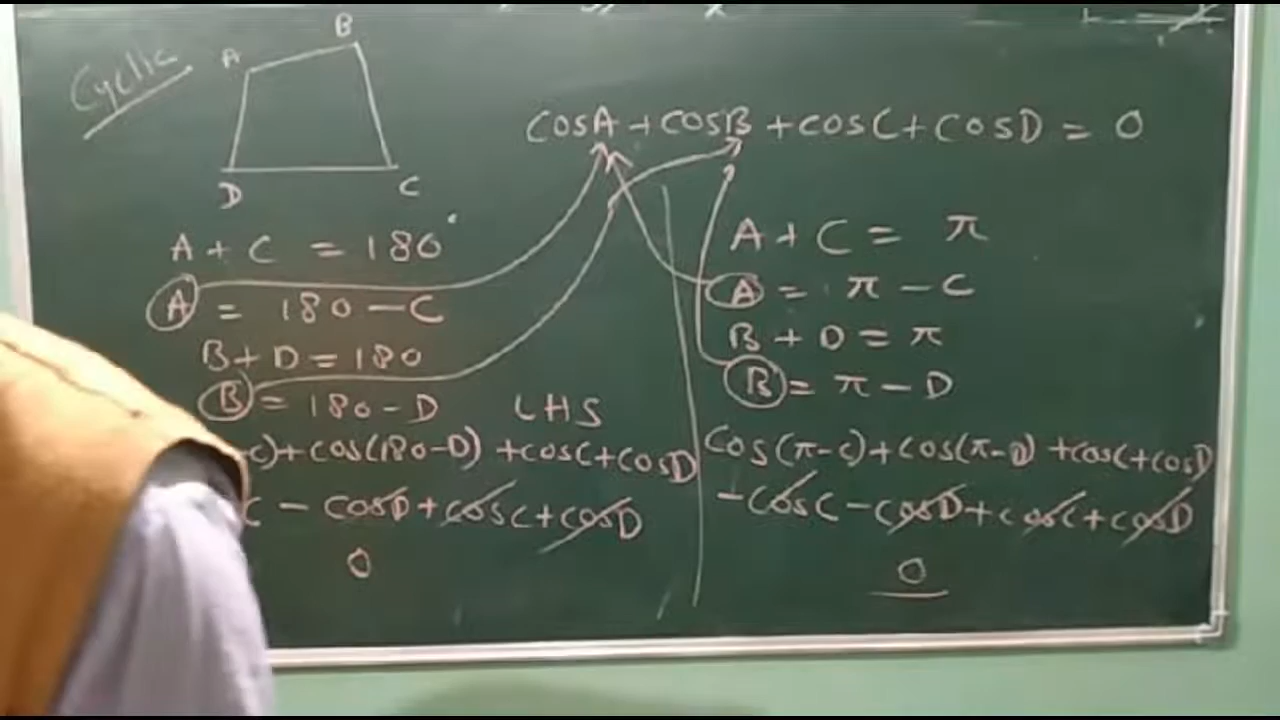 Cyclic
A
B
D
C
cosA + cosB + cosC + cosD = 0
A + C = 180°
A = 180 - C
B + D = 180
B = 180 - D
LHS
C) + cos(180-D) + cosC + cosD
C - cosD + cosC + cosD
0
A + C = π
A = π - C
B + D = π
B = π - D
cos(π-C) + cos(π-D) + cosC + cosD
-cosC - cosD + cosC + cosD
0